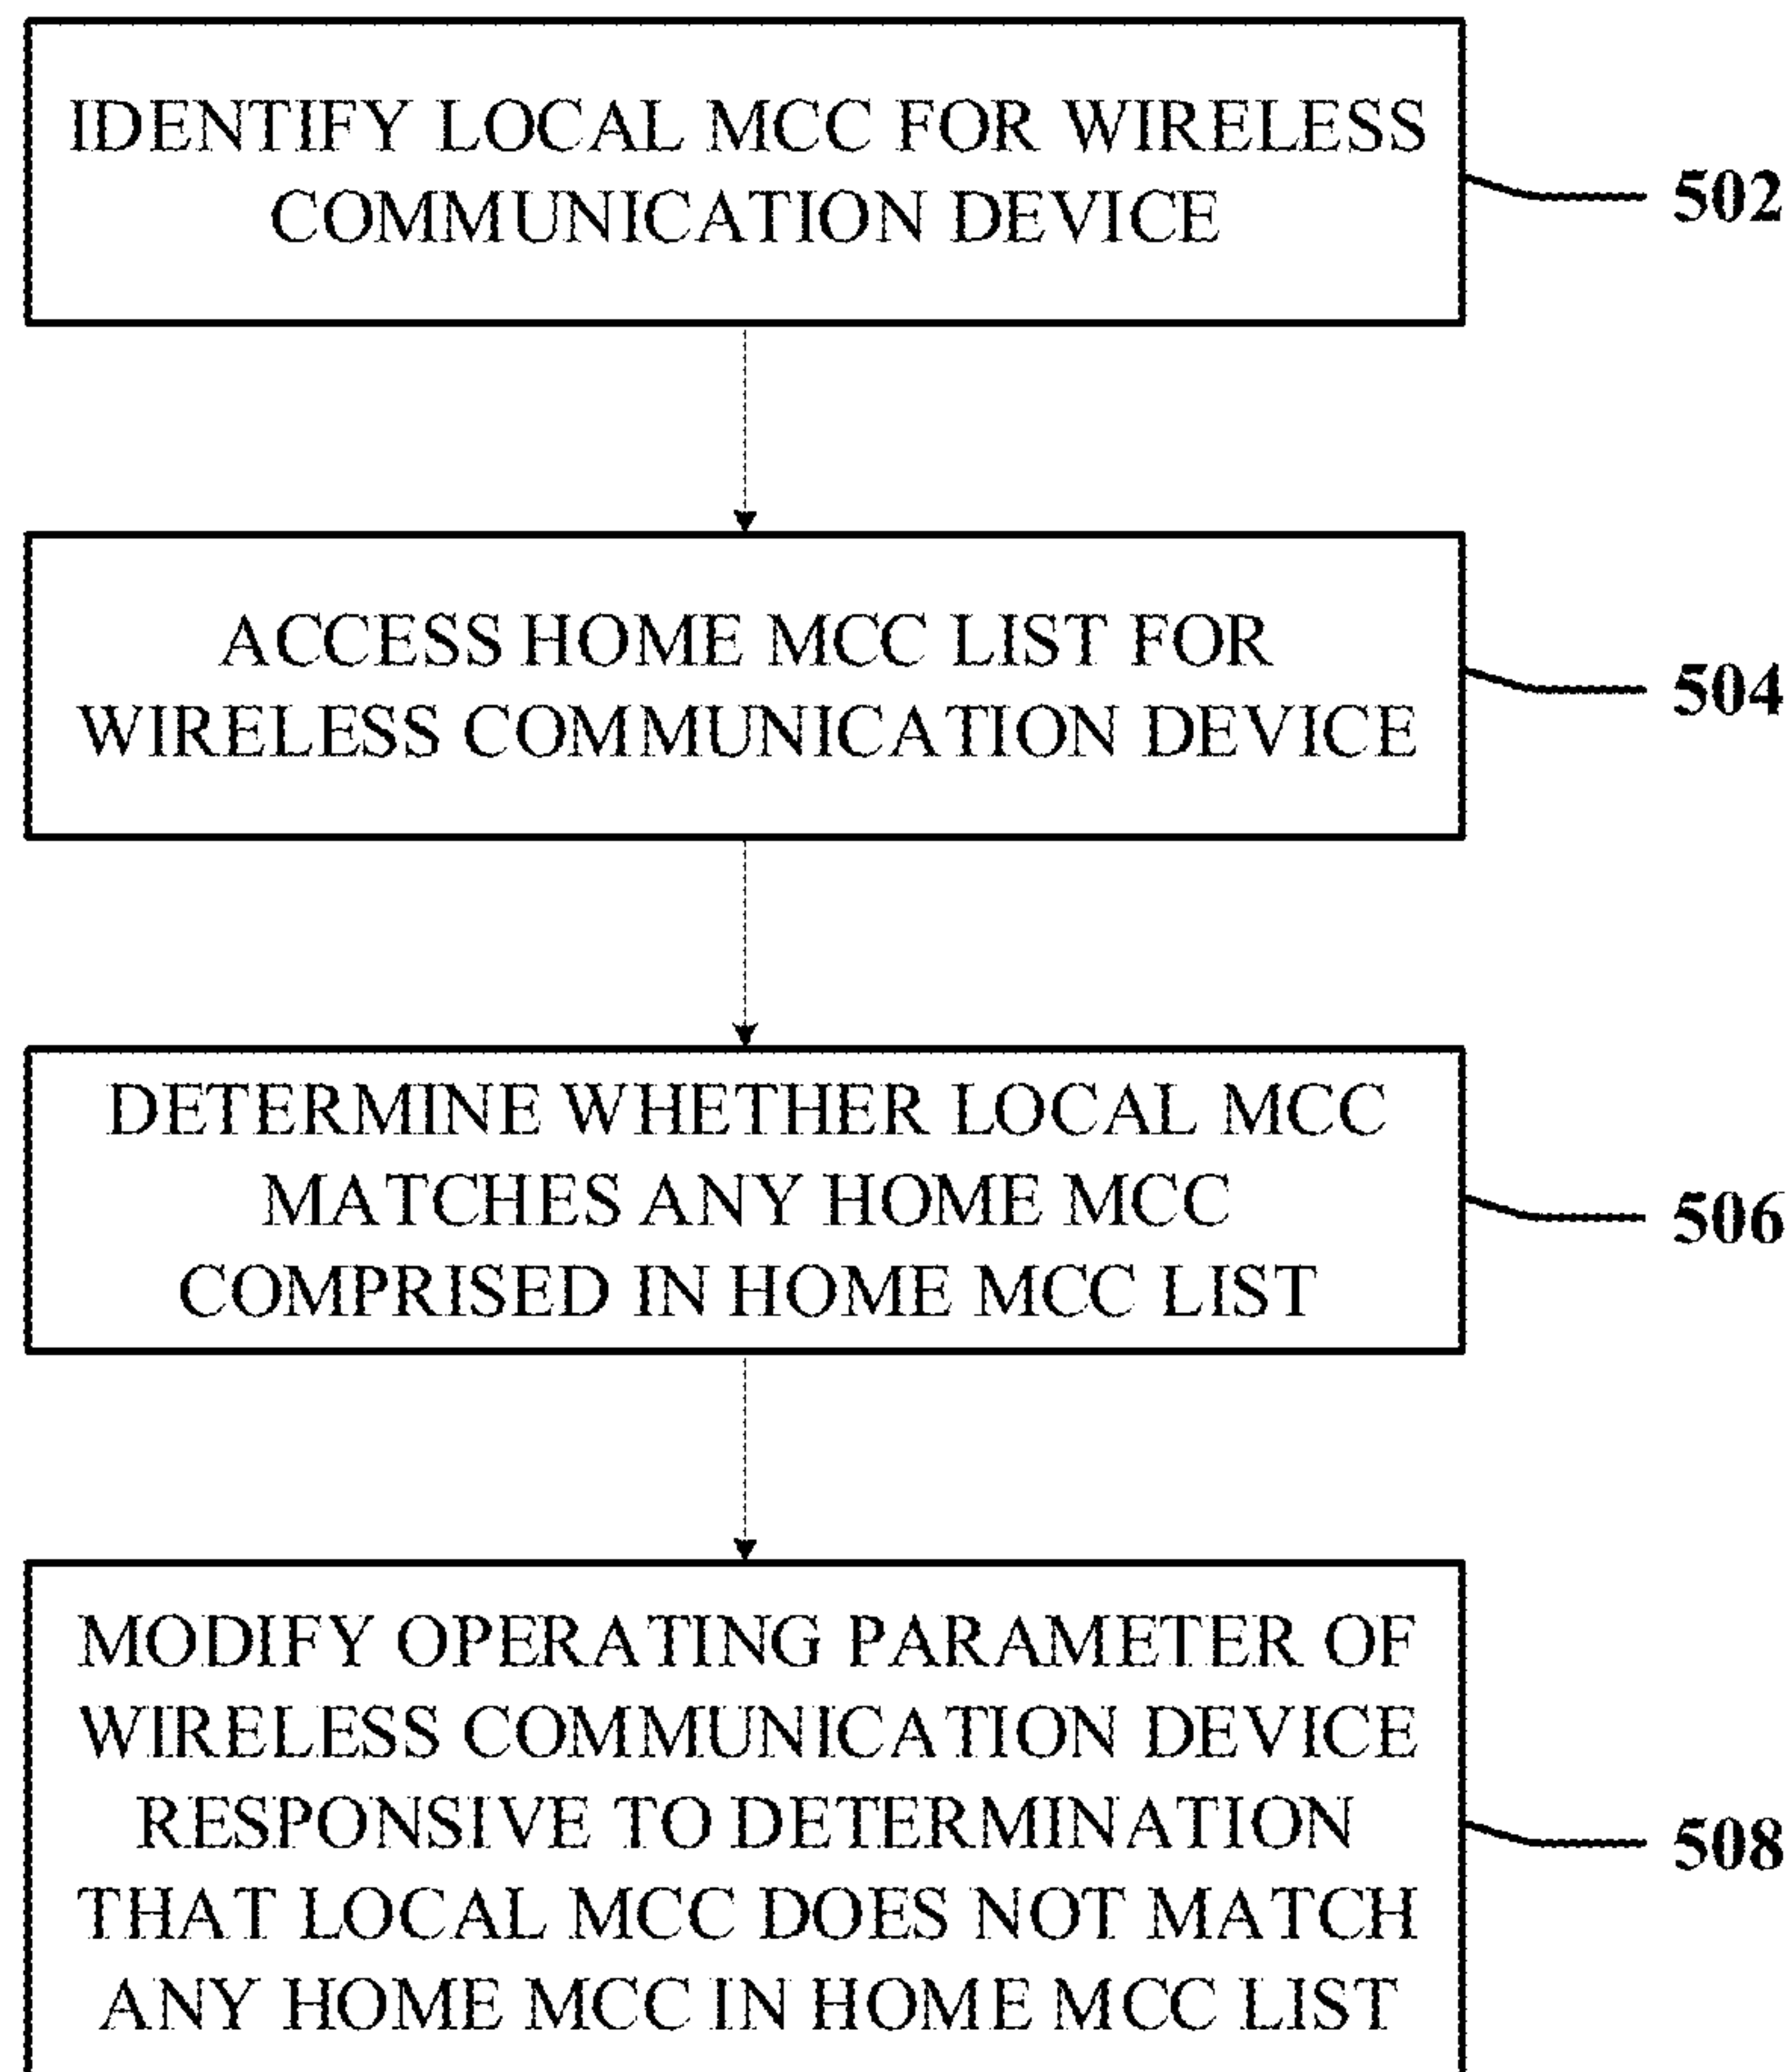 IDENTIFY LOCAL MCC FOR WIRELESS
COMMUNICATION DEVICE
502
ACCESS HOME MCC LIST FOR
WIRELESS COMMUNICATION DEVICE
504
DETERMINE WHETHER LOCAL MCC
MATCHES ANY HOME MCC
COMPRISED IN HOME MCC LIST
506
MODIFY OPERATING PARAMETER OF
WIRELESS COMMUNICATION DEVICE
RESPONSIVE TO DETERMINATION
THAT LOCAL MCC DOES NOT MATCH
ANY HOME MCC IN HOME MCC LIST
508